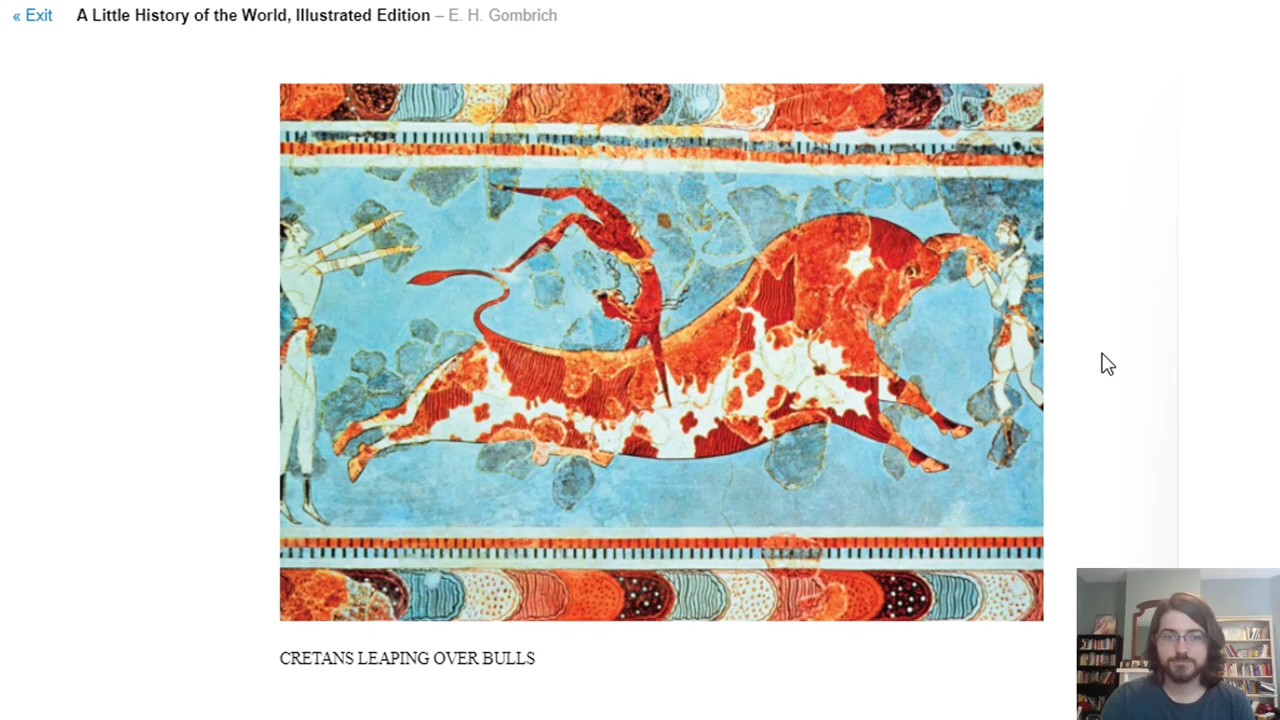 « Exit A Little History of the World, Illustrated Edition – E. H. Gombrich
CRETANS LEAPING OVER BULLS